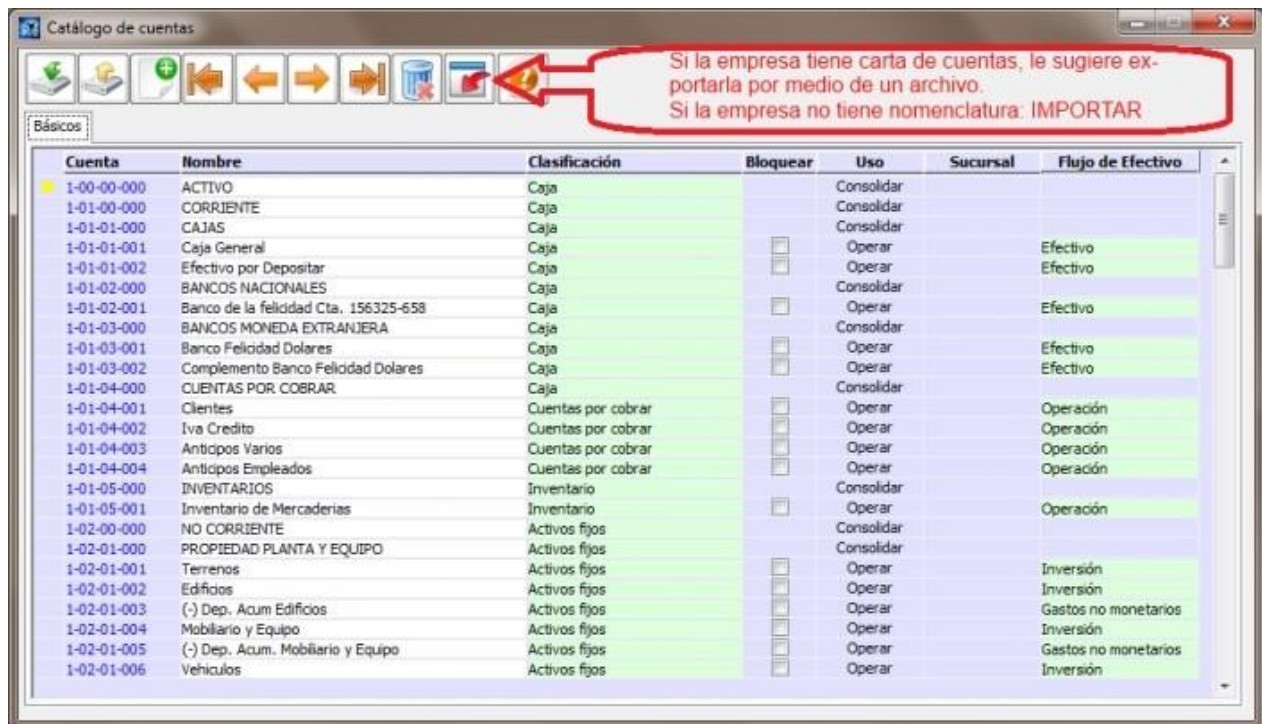 Catálogo de cuentas
Si la empresa tiene carta de cuentas, le sugiere ex-
portarla por medio de un archivo.
Si la empresa no tiene nomenclatura: IMPORTAR
Básicos
Cuenta Nombre Clasificación Bloquear Uso Sucursal Flujo de Efectivo
1-00-00-000 ACTIVO Caja Consolidar
1-01-00-000 CORRIENTE Caja Consolidar
1-01-01-000 CAJAS Caja Consolidar
1-01-01-001 Caja General Caja Operar Efectivo
1-01-01-002 Efectivo por Depositar Caja Operar Efectivo
1-01-02-000 BANCOS NACIONALES Caja Consolidar
1-01-02-001 Banco de la felicidad Cta. 156325-658 Caja Operar Efectivo
1-01-03-000 BANCOS MONEDA EXTRANJERA Caja Consolidar
1-01-03-001 Banco Felicidad Dolares Caja Operar Efectivo
1-01-03-002 Complemento Banco Felicidad Dolares Caja Operar Efectivo
1-01-04-000 CUENTAS POR COBRAR Caja Consolidar
1-01-04-001 Clientes Cuentas por cobrar Operar Operación
1-01-04-002 Iva Credito Cuentas por cobrar Operar Operación
1-01-04-003 Anticipos Varios Cuentas por cobrar Operar Operación
1-01-04-004 Anticipos Empleados Cuentas por cobrar Operar Operación
1-01-05-000 INVENTARIOS Inventario Consolidar
1-01-05-001 Inventario de Mercaderias Inventario Operar Operación
1-02-00-000 NO CORRIENTE Activos fijos Consolidar
1-02-01-000 PROPIEDAD PLANTA Y EQUIPO Activos fijos Consolidar
1-02-01-001 Terrenos Activos fijos Operar Inversión
1-02-01-002 Edificios Activos fijos Operar Inversión
1-02-01-003 (-) Dep. Acum Edificios Activos fijos Operar Gastos no monetarios
1-02-01-004 Mobiliario y Equipo Activos fijos Operar Inversión
1-02-01-005 (-) Dep. Acum. Mobiliario y Equipo Activos fijos Operar Gastos no monetarios
1-02-01-006 Vehiculos Activos fijos Operar Inversión